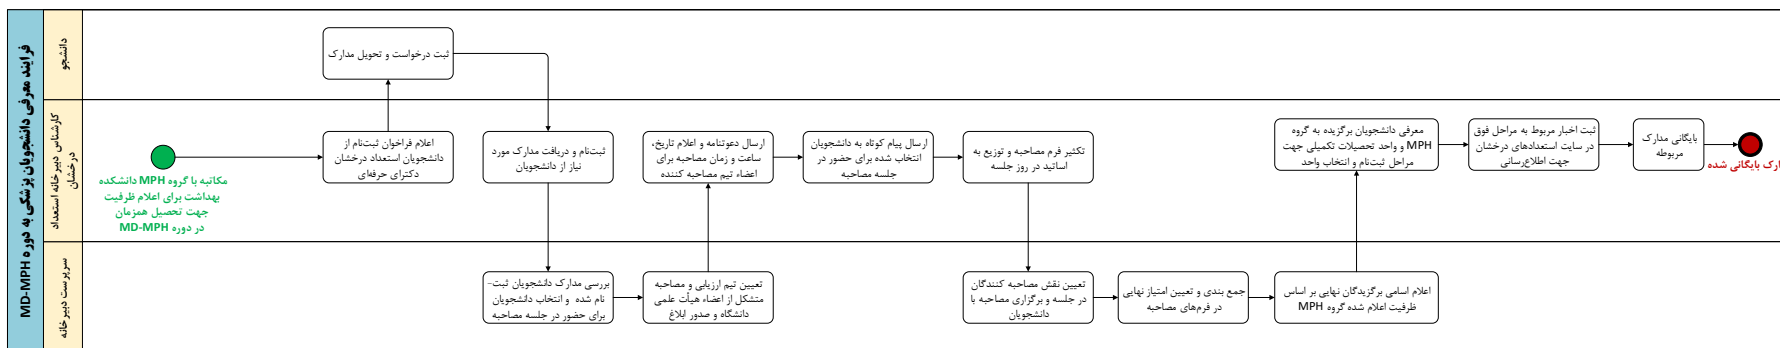 فرایند معرفی دانشجویان پزشکی به دوره MD-MPH
دانشجو
کارشناس دبیرخانه استعداد
درخشان
سرپرست دبیرخانه
مکاتبه با گروه MPH دانشکده
بهداشت برای اعلام ظرفیت
جهت تحصیل همزمان
در دوره MD-MPH
اعلام فراخوان ثبت‌نام از
دانشجویان استعداد درخشان
دکترای حرفه‌ای
ثبت درخواست و تحویل مدارک
ثبت‌نام و دریافت مدارک مورد
نیاز از دانشجویان
بررسی مدارک دانشجویان ثبت-
نام شده و انتخاب دانشجویان
برای حضور در جلسه مصاحبه
تعیین تیم ارزیابی و مصاحبه
متشکل از اعضاء هیأت علمی
دانشگاه و صدور ابلاغ
ارسال دعوتنامه و اعلام تاریخ،
ساعت و زمان مصاحبه برای
اعضاء تیم مصاحبه کننده
ارسال پیام کوتاه به دانشجویان
انتخاب شده برای حضور در
جلسه مصاحبه
تکثیر فرم مصاحبه و توزیع به
اساتید در روز جلسه
تعیین نقش مصاحبه کنندگان
در جلسه و برگزاری مصاحبه با
دانشجویان
جمع بندی و تعیین امتیاز نهایی
در فرم‌های مصاحبه
اعلام اسامی برگزیدگان نهایی بر اساس
ظرفیت اعلام شده گروه MPH
معرفی دانشجویان برگزیده به گروه
MPH و واحد تحصیلات تکمیلی جهت
مراحل ثبت‌نام و انتخاب واحد
ثبت اخبار مربوط به مراحل فوق
در سایت استعدادهای درخشان
جهت اطلاع‌رسانی
بایگانی مدارک
مربوطه
ارک بایگانی شده